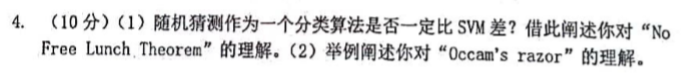 4. （10 分）（1）随机猜测作为一个分类算法是否一定比 SVM 差？借此阐述你对“No
Free Lunch Theorem”的理解。（2）举例阐述你对“Occam's razor”的理解。